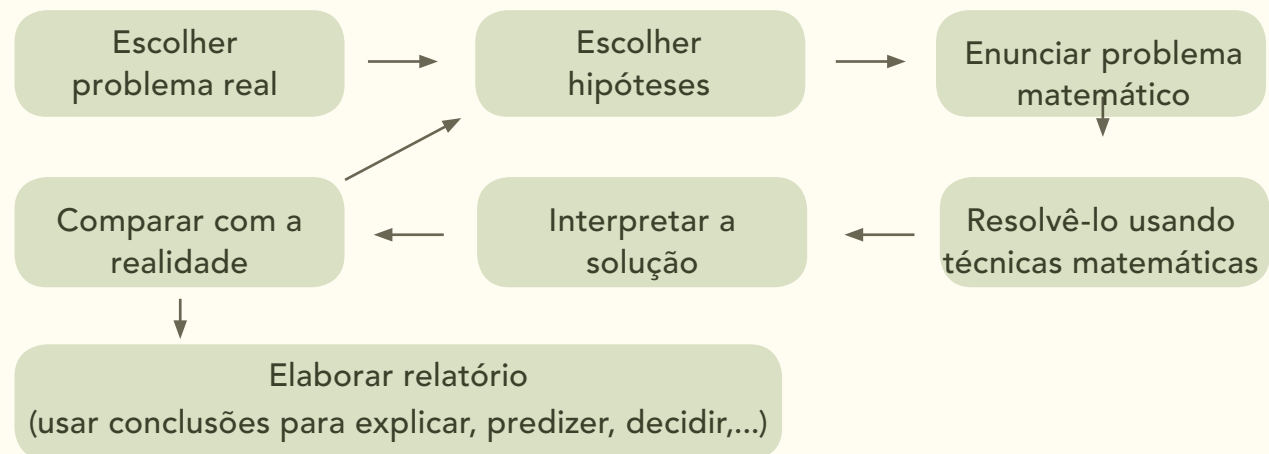 Escolher
problema real
Escolher
hipóteses
Enunciar problema
matemático
Comparar com a
realidade
Interpretar a
solução
Resolvê-lo usando
técnicas matemáticas
Elaborar relatório
(usar conclusões para explicar, predizer, decidir,...)